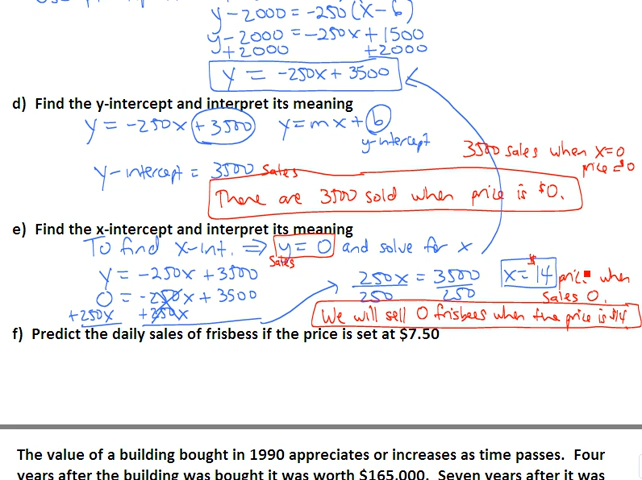 y - 2000 = -250(x - 6)
y - 2000 = -250x + 1500
+2000 +2000
y = -250x + 3500
d) Find the y-intercept and interpret its meaning
y = -250x + 3500 y = mx + b
y-intercept
3500 sales when x=0
price = $0
y-intercept = 3500 sales
There are 3500 sold when price is $0.
e) Find the x-intercept and interpret its meaning
To find x-int. ⇒ y = 0 and solve for x
Sales
y = -250x + 3500
250x = 3500 x = $14 price when
0 = -250x + 3500
250 250 Sales 0.
+250x +250x
We will sell 0 frisbees when the price is $14
f) Predict the daily sales of frisbess if the price is set at $7.50
The value of a building bought in 1990 appreciates or increases as time passes. Four
years after the building was bought it was worth $165,000. Seven years after it was